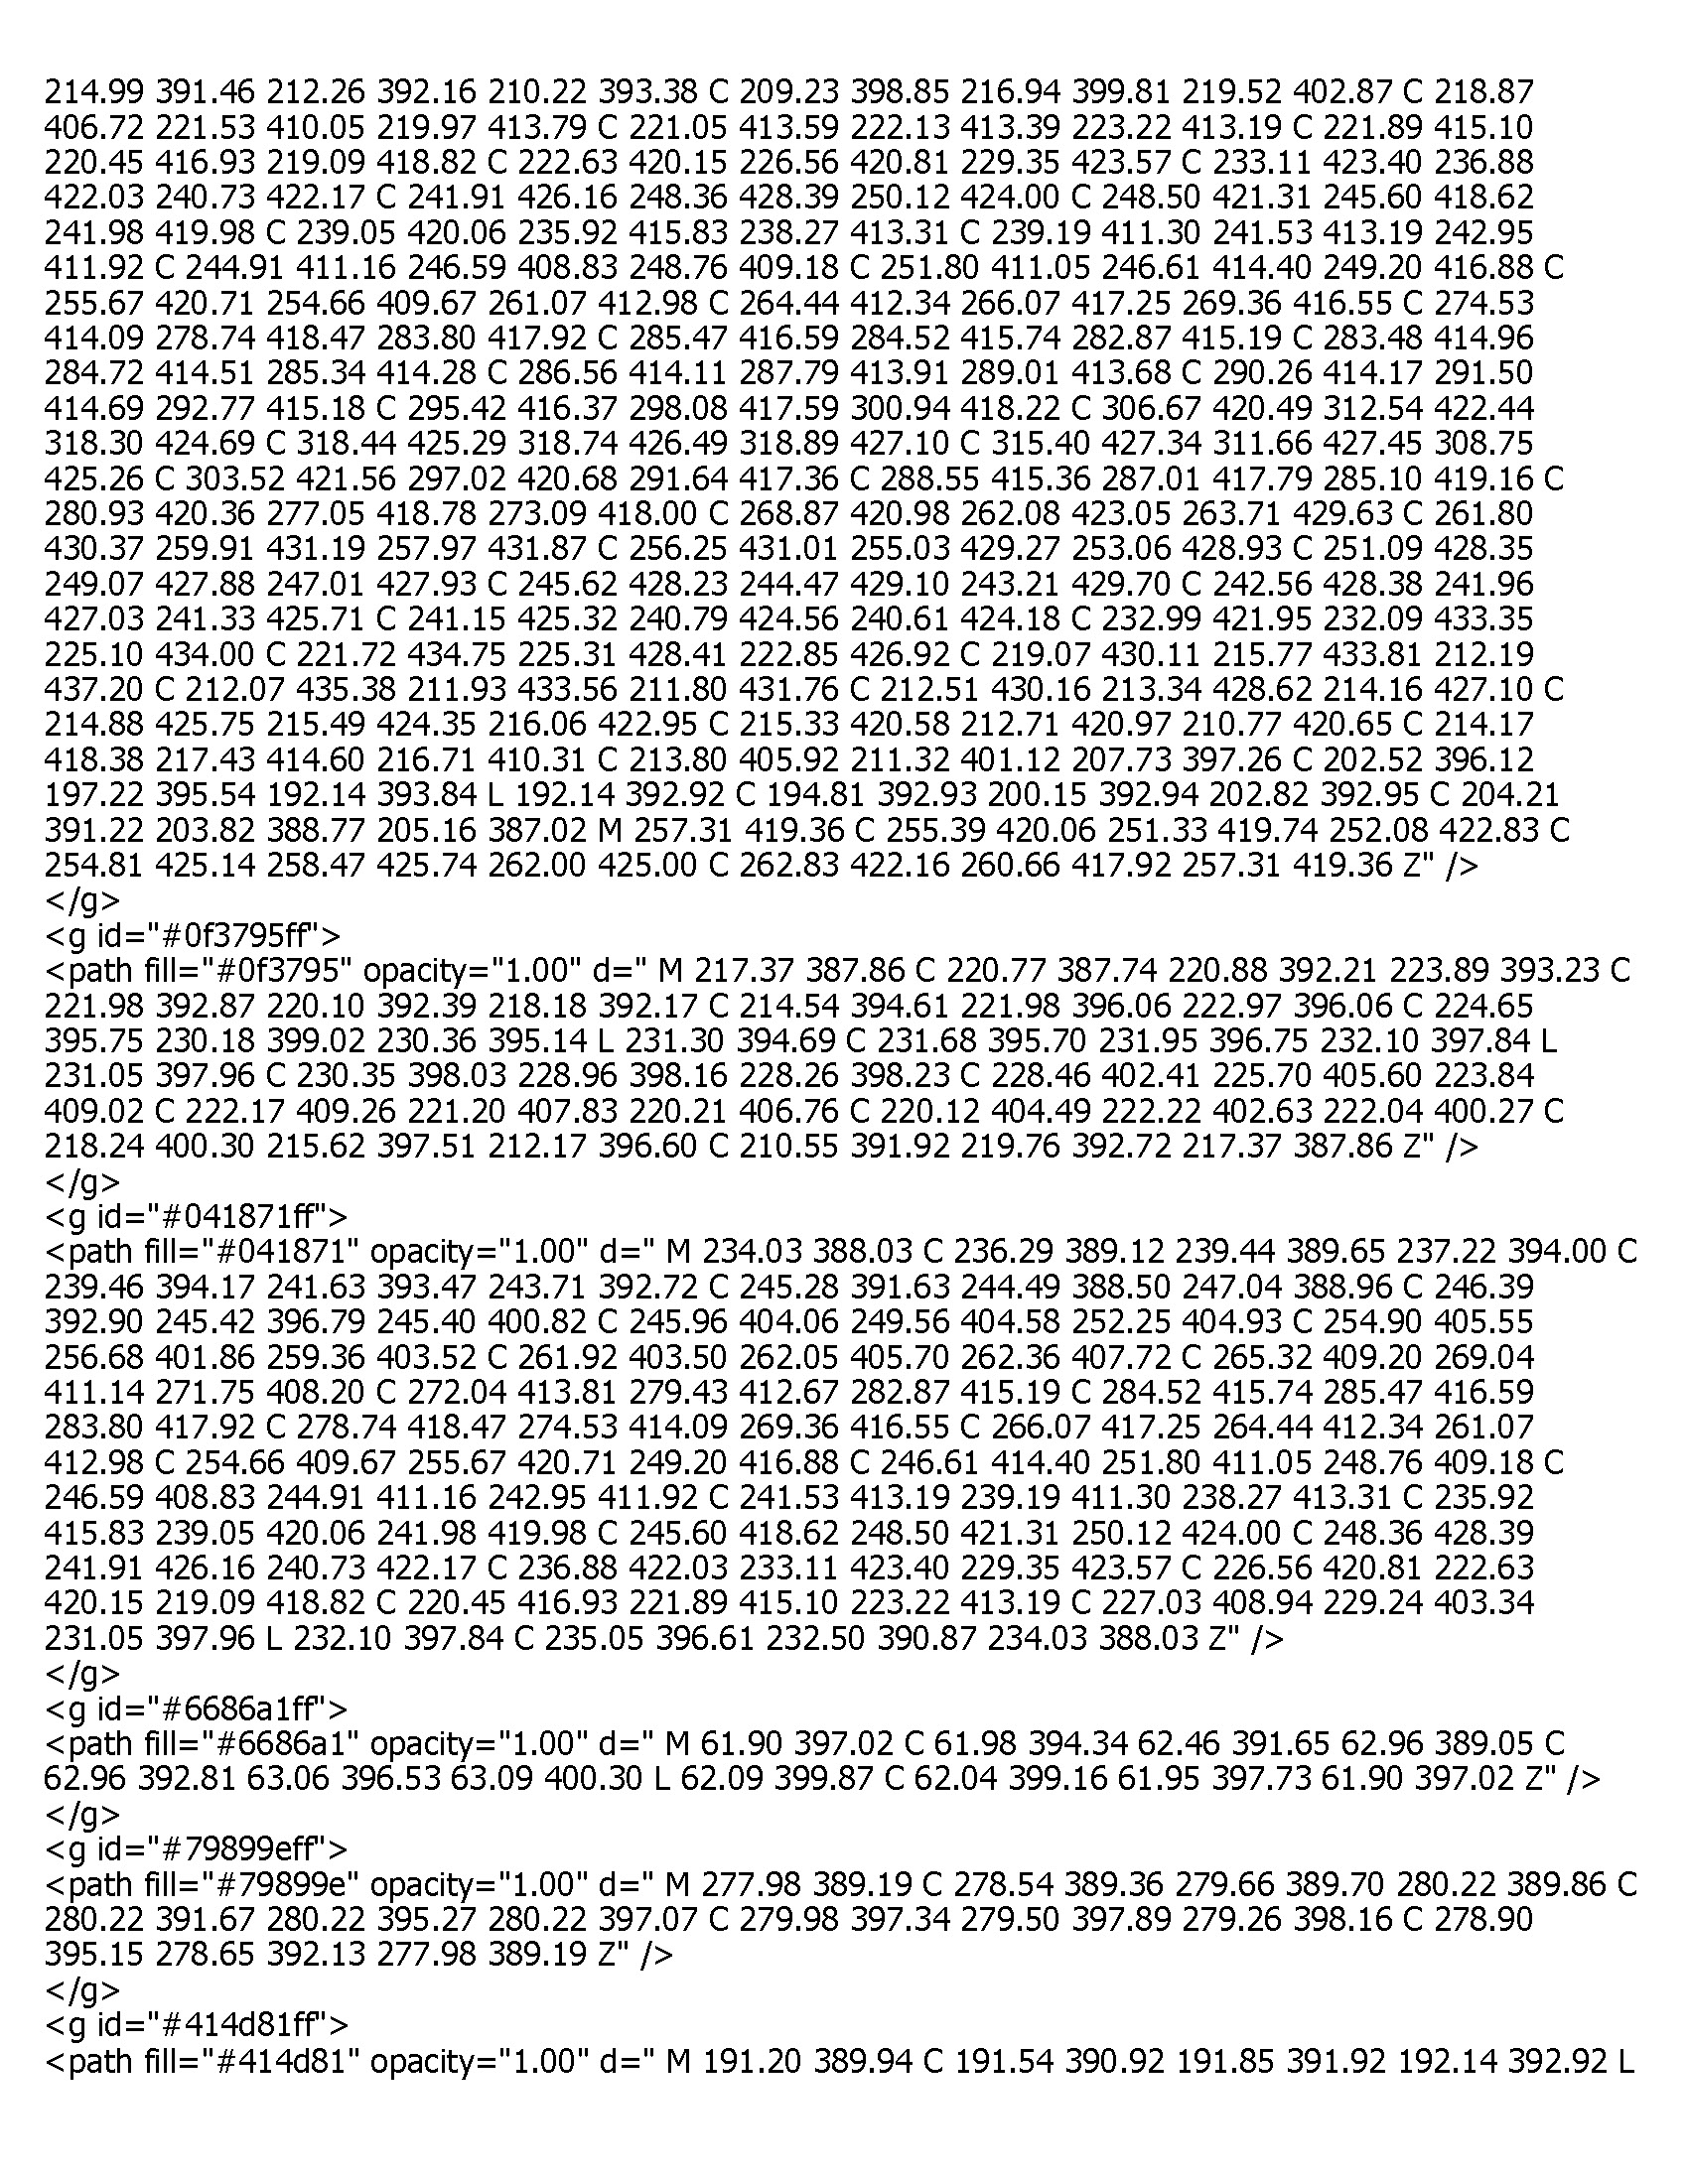 214.99 391.46 212.26 392.16 210.22 393.38 C 209.23 398.85 216.94 399.81 219.52 402.87 C 218.87
406.72 221.53 410.05 219.97 413.79 C 221.05 413.59 222.13 413.39 223.22 413.19 C 221.89 415.10
220.45 416.93 219.09 418.82 C 222.63 420.15 226.56 420.81 229.35 423.57 C 233.11 423.40 236.88
422.03 240.73 422.17 C 241.91 426.16 248.36 428.39 250.12 424.00 C 248.50 421.31 245.60 418.62
241.98 419.98 C 239.05 420.06 235.92 415.83 238.27 413.31 C 239.19 411.30 241.53 413.19 242.95
411.92 C 244.91 411.16 246.59 408.83 248.76 409.18 C 251.80 411.05 246.61 414.40 249.20 416.88 C
255.67 420.71 254.66 409.67 261.07 412.98 C 264.44 412.34 266.07 417.25 269.36 416.55 C 274.53
414.09 278.74 418.47 283.80 417.92 C 285.47 416.59 284.52 415.74 282.87 415.19 C 283.48 414.96
284.72 414.51 285.34 414.28 C 286.56 414.11 287.79 413.91 289.01 413.68 C 290.26 414.17 291.50
414.69 292.77 415.18 C 295.42 416.37 298.08 417.59 300.94 418.22 C 306.67 420.49 312.54 422.44
318.30 424.69 C 318.44 425.29 318.74 426.49 318.89 427.10 C 315.40 427.34 311.66 427.45 308.75
425.26 C 303.52 421.56 297.02 420.68 291.64 417.36 C 288.55 415.36 287.01 417.79 285.10 419.16 C
280.93 420.36 277.05 418.78 273.09 418.00 C 268.87 420.98 262.08 423.05 263.71 429.63 C 261.80
430.37 259.91 431.19 257.97 431.87 C 256.25 431.01 255.03 429.27 253.06 428.93 C 251.09 428.35
249.07 427.88 247.01 427.93 C 245.62 428.23 244.47 429.10 243.21 429.70 C 242.56 428.38 241.96
427.03 241.33 425.71 C 241.15 425.32 240.79 424.56 240.61 424.18 C 232.99 421.95 232.09 433.35
225.10 434.00 C 221.72 434.75 225.31 428.41 222.85 426.92 C 219.07 430.11 215.77 433.81 212.19
437.20 C 212.07 435.38 211.93 433.56 211.80 431.76 C 212.51 430.16 213.34 428.62 214.16 427.10 C
214.88 425.75 215.49 424.35 216.06 422.95 C 215.33 420.58 212.71 420.97 210.77 420.65 C 214.17
418.38 217.43 414.60 216.71 410.31 C 213.80 405.92 211.32 401.12 207.73 397.26 C 202.52 396.12
197.22 395.54 192.14 393.84 L 192.14 392.92 C 194.81 392.93 200.15 392.94 202.82 392.95 C 204.21
391.22 203.82 388.77 205.16 387.02 M 257.31 419.36 C 255.39 420.06 251.33 419.74 252.08 422.83 C
254.81 425.14 258.47 425.74 262.00 425.00 C 262.83 422.16 260.66 417.92 257.31 419.36 Z" />
</g>
<g id="#0f3795ff">
<path fill="#0f3795" opacity="1.00" d=" M 217.37 387.86 C 220.77 387.74 220.88 392.21 223.89 393.23 C
221.98 392.87 220.10 392.39 218.18 392.17 C 214.54 394.61 221.98 396.06 222.97 396.06 C 224.65
395.75 230.18 399.02 230.36 395.14 L 231.30 394.69 C 231.68 395.70 231.95 396.75 232.10 397.84 L
231.05 397.96 C 230.35 398.03 228.96 398.16 228.26 398.23 C 228.46 402.41 225.70 405.60 223.84
409.02 C 222.17 409.26 221.20 407.83 220.21 406.76 C 220.12 404.49 222.22 402.63 222.04 400.27 C
218.24 400.30 215.62 397.51 212.17 396.60 C 210.55 391.92 219.76 392.72 217.37 387.86 Z" />
</g>
<g id="#041871ff">
<path fill="#041871" opacity="1.00" d=" M 234.03 388.03 C 236.29 389.12 239.44 389.65 237.22 394.00 C
239.46 394.17 241.63 393.47 243.71 392.72 C 245.28 391.63 244.49 388.50 247.04 388.96 C 246.39
392.90 245.42 396.79 245.40 400.82 C 245.96 404.06 249.56 404.58 252.25 404.93 C 254.90 405.55
256.68 401.86 259.36 403.52 C 261.92 403.50 262.05 405.70 262.36 407.72 C 265.32 409.20 269.04
411.14 271.75 408.20 C 272.04 413.81 279.43 412.67 282.87 415.19 C 284.52 415.74 285.47 416.59
283.80 417.92 C 278.74 418.47 274.53 414.09 269.36 416.55 C 266.07 417.25 264.44 412.34 261.07
412.98 C 254.66 409.67 255.67 420.71 249.20 416.88 C 246.61 414.40 251.80 411.05 248.76 409.18 C
246.59 408.83 244.91 411.16 242.95 411.92 C 241.53 413.19 239.19 411.30 238.27 413.31 C 235.92
415.83 239.05 420.06 241.98 419.98 C 245.60 418.62 248.50 421.31 250.12 424.00 C 248.36 428.39
241.91 426.16 240.73 422.17 C 236.88 422.03 233.11 423.40 229.35 423.57 C 226.56 420.81 222.63
420.15 219.09 418.82 C 220.45 416.93 221.89 415.10 223.22 413.19 C 227.03 408.94 229.24 403.34
231.05 397.96 L 232.10 397.84 C 235.05 396.61 232.50 390.87 234.03 388.03 Z" />
</g>
<g id="#6686a1ff">
<path fill="#6686a1" opacity="1.00" d=" M 61.90 397.02 C 61.98 394.34 62.46 391.65 62.96 389.05 C
62.96 392.81 63.06 396.53 63.09 400.30 L 62.09 399.87 C 62.04 399.16 61.95 397.73 61.90 397.02 Z" />
</g>
<g id="#79899eff">
<path fill="#79899e" opacity="1.00" d=" M 277.98 389.19 C 278.54 389.36 279.66 389.70 280.22 389.86 C
280.22 391.67 280.22 395.27 280.22 397.07 C 279.98 397.34 279.50 397.89 279.26 398.16 C 278.90
395.15 278.65 392.13 277.98 389.19 Z" />
</g>
<g id="#414d81ff">
<path fill="#414d81" opacity="1.00" d=" M 191.20 389.94 C 191.54 390.92 191.85 391.92 192.14 392.92 L